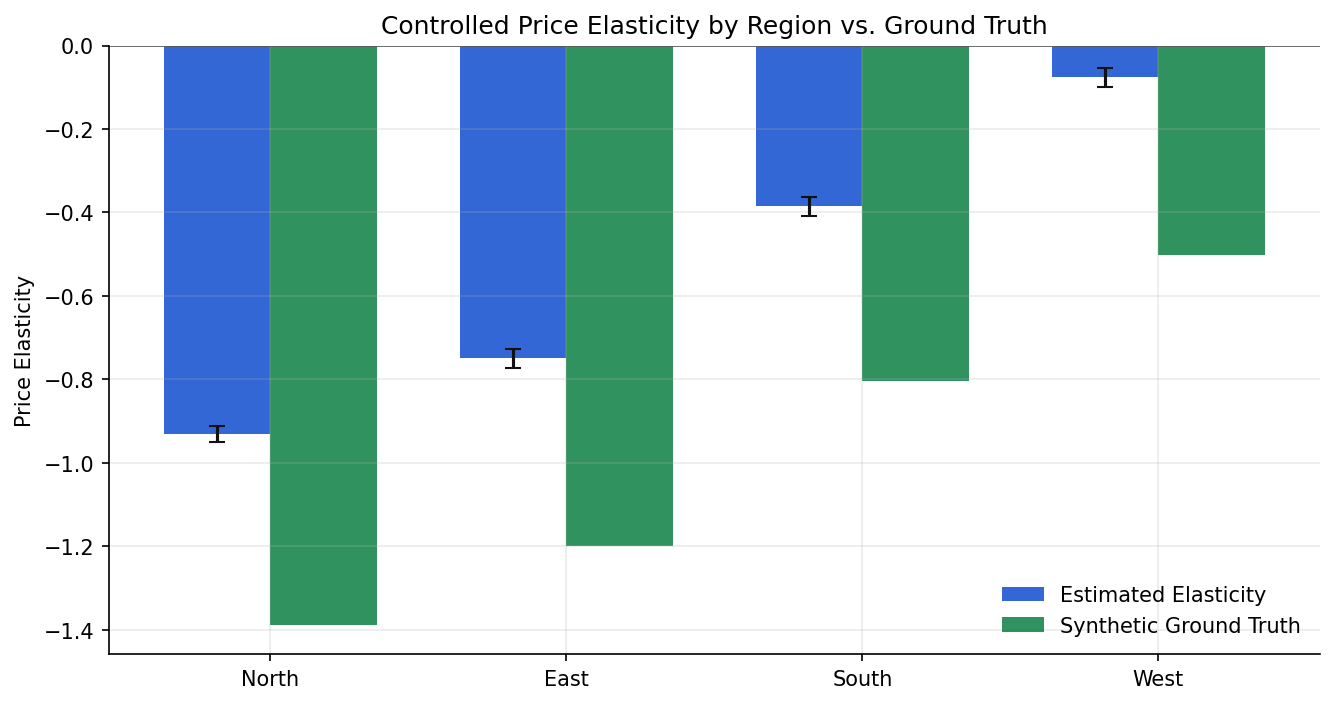 Controlled Price Elasticity by Region vs. Ground Truth
Price Elasticity
0.0
−0.2
−0.4
−0.6
−0.8
−1.0
−1.2
−1.4
North
East
South
West
Estimated Elasticity
Synthetic Ground Truth